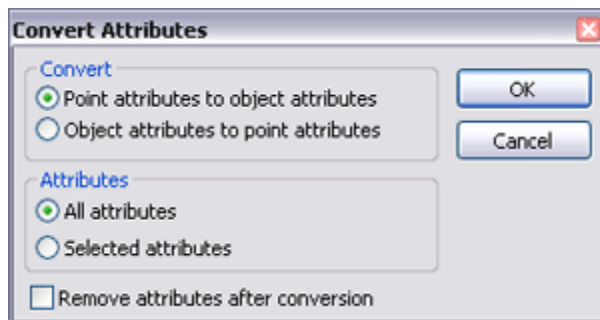 Convert Attributes
Convert
Point attributes to object attributes
Object attributes to point attributes
OK
Cancel
Attributes
All attributes
Selected attributes
Remove attributes after conversion